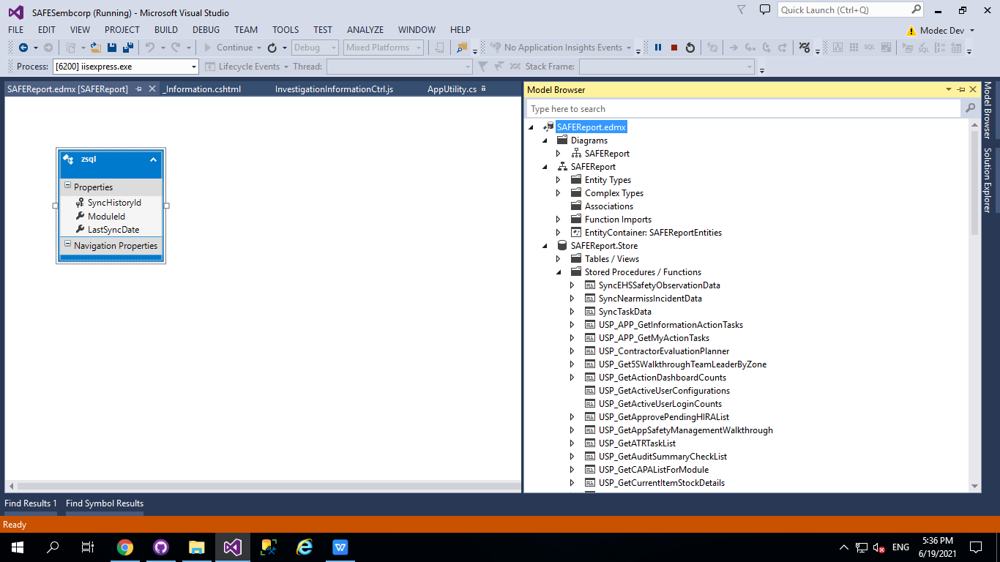 SAFESembcorp (Running) - Microsoft Visual Studio
Quick Launch (Ctrl+Q)
FILE EDIT VIEW PROJECT BUILD DEBUG TEAM TOOLS TEST ANALYZE WINDOW HELP
Modec Dev
Continue Debug Mixed Platforms No Application Insights Events
Process: [6200] iisexpress.exe Lifecycle Events Thread: Stack Frame:
SAFEReport.edmx [SAFEReport] _Information.cshtml InvestigationInformationCtrl.js AppUtility.cs
zsql
Properties
SyncHistoryId
ModuleId
LastSyncDate
Navigation Properties
Model Browser
Type here to search
SAFEReport.edmx
Diagrams
SAFEReport
SAFEReport
Entity Types
Complex Types
Associations
Function Imports
EntityContainer: SAFEReportEntities
SAFEReport.Store
Tables / Views
Stored Procedures / Functions
SyncEHSSafetyObservationData
SyncNearmissIncidentData
SyncTaskData
USP_APP_GetInformationActionTasks
USP_APP_GetMyActionTasks
USP_ContractorEvaluationPlanner
USP_Get5SWalkthroughTeamLeaderByZone
USP_GetActionDashboardCounts
USP_GetActiveUserConfigurations
USP_GetActiveUserLoginCounts
USP_GetApprovePendingHIRAList
USP_GetAppSafetyManagementWalkthrough
USP_GetATRTaskList
USP_GetAuditSummaryCheckList
USP_GetCAPAListForModule
USP_GetCurrentItemStockDetails
Model Browser
Solution Explorer
Find Results 1 Find Symbol Results
Ready
ENG
5:36 PM
6/19/2021